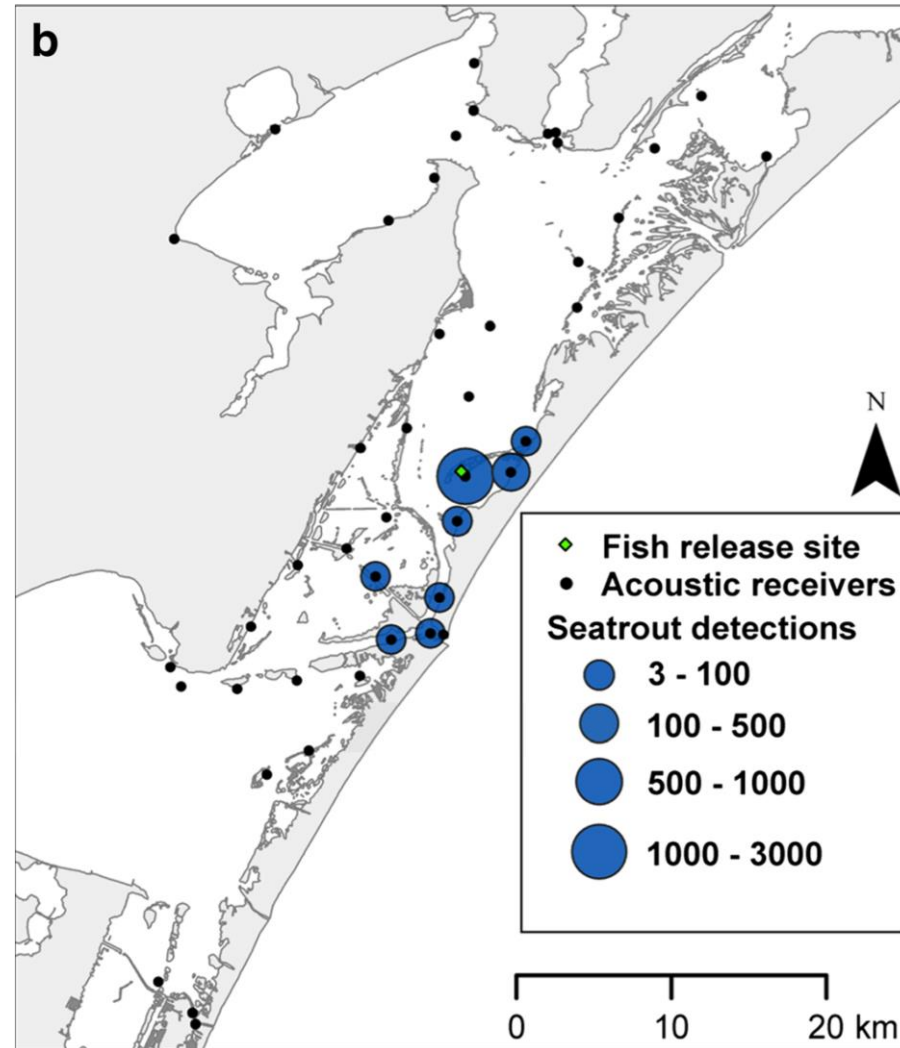 b
N
Fish release site
Acoustic receivers
Seatrout detections
3 - 100
100 - 500
500 - 1000
1000 - 3000
0 10 20 km